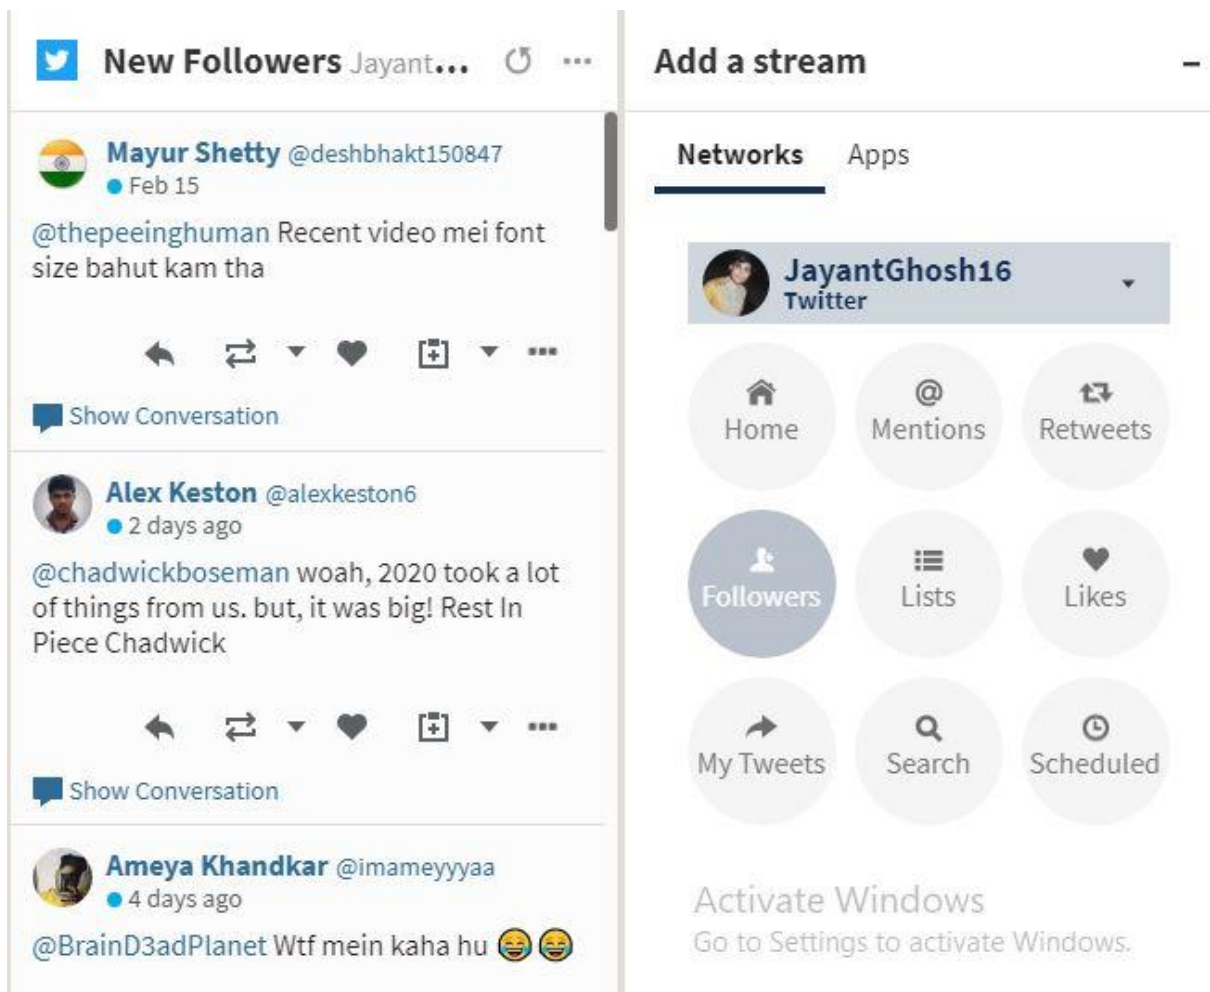 New Followers Jayant...
Mayur Shetty @deshbhakt150847
Feb 15
@thepeeinghuman Recent video mei font
size bahut kam tha
Show Conversation
Alex Keston @alexkeston6
2 days ago
@chadwickboseman woah, 2020 took a lot
of things from us. but, it was big! Rest In
Piece Chadwick
Show Conversation
Ameya Khandkar @imameyyyaa
4 days ago
@BrainD3adPlanet Wtf mein kaha hu 😂😂
Add a stream
Networks Apps
JayantGhosh16
Twitter
Home Mentions Retweets
Followers Lists Likes
My Tweets Search Scheduled
Activate Windows
Go to Settings to activate Windows.